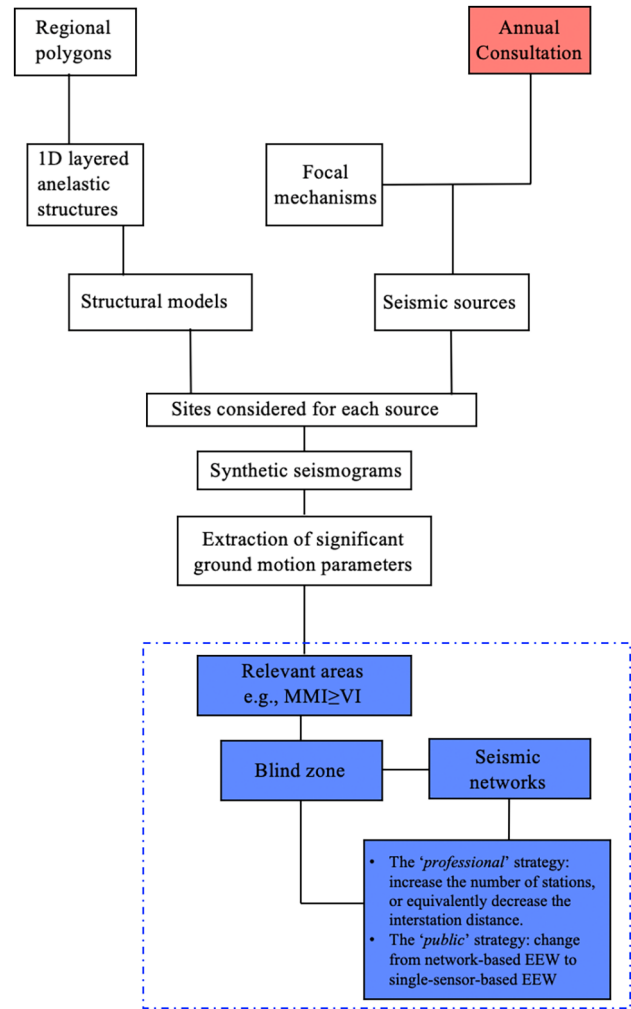 Regional
polygons
Annual
Consultation
1D layered
anelastic
structures
Focal
mechanisms
Structural models
Seismic sources
Sites considered for each source
Synthetic seismograms
Extraction of significant
ground motion parameters
Relevant areas
e.g., MMI≥VI
Blind zone
Seismic
networks
• The ‘professional’ strategy:
increase the number of stations,
or equivalently decrease the
interstation distance.
• The ‘public’ strategy: change
from network-based EEW to
single-sensor-based EEW